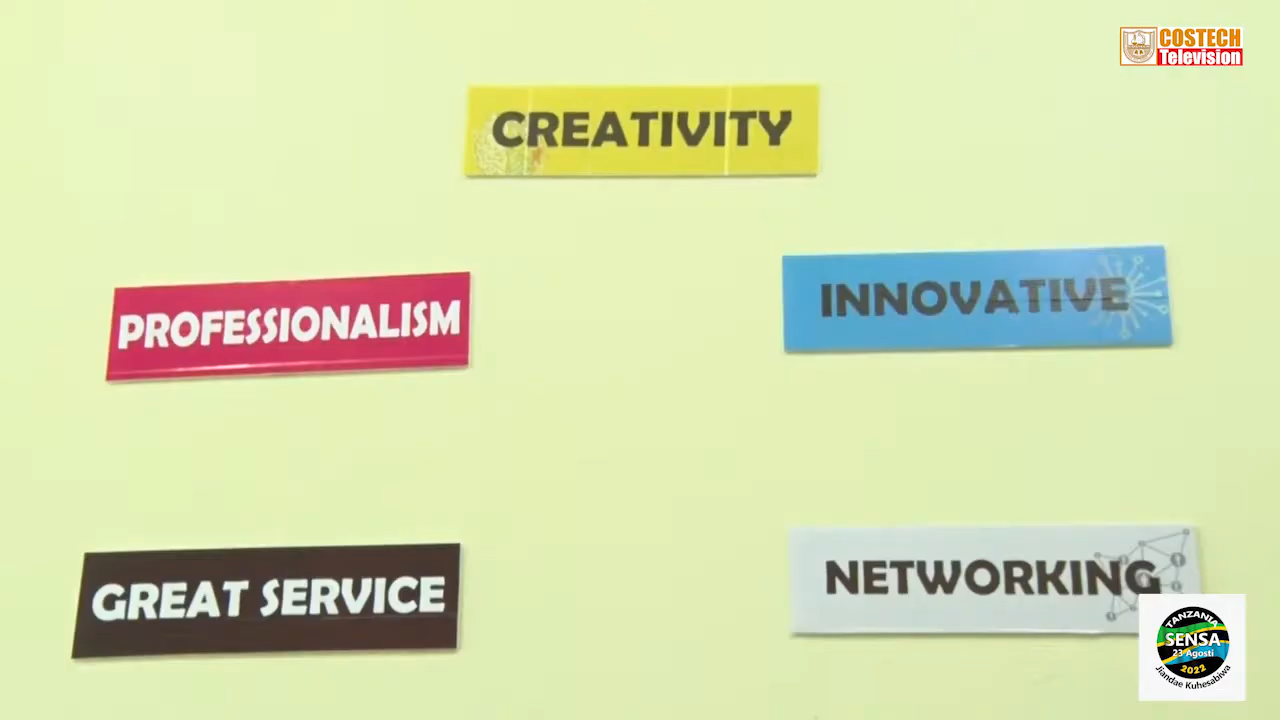 COSTECH
Television
CREATIVITY
PROFESSIONALISM
INNOVATIVE
GREAT SERVICE
NETWORKING
TANZANIA
SENSA
23 Agosti
2022
Jiandae Kuhesabiwa